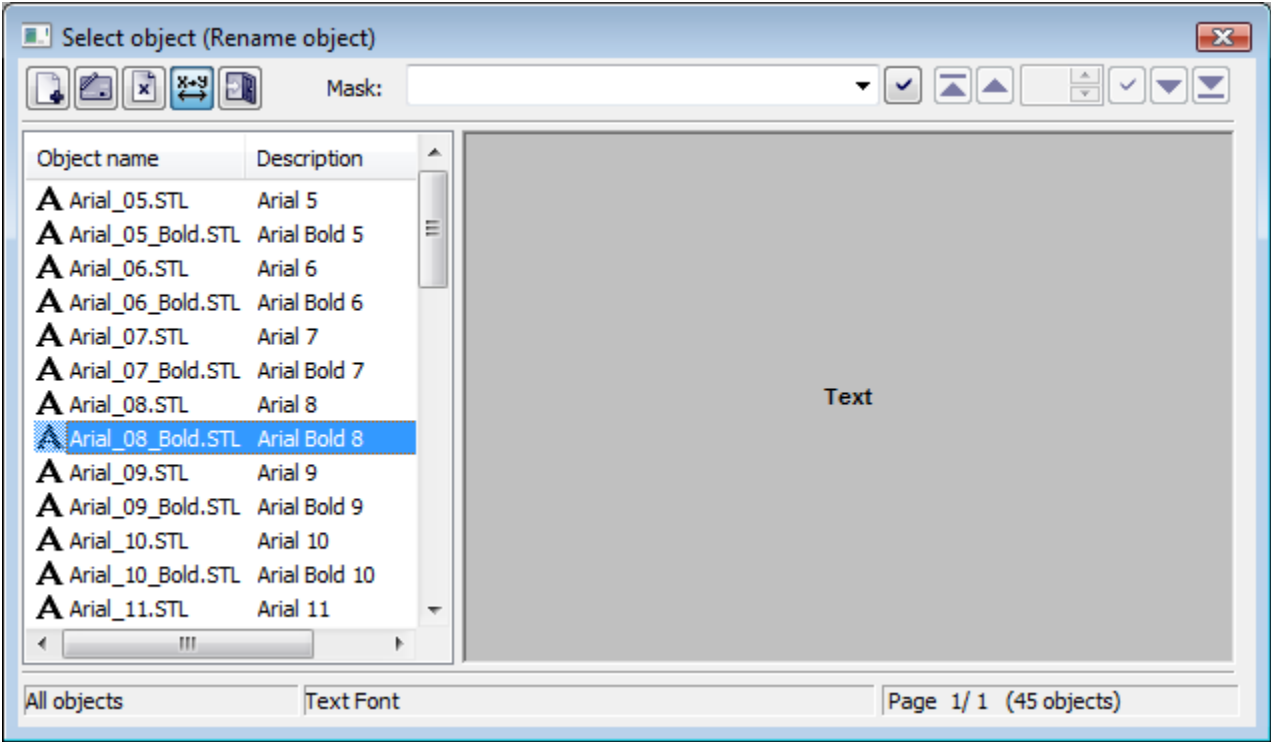 Select object (Rename object)
X→y Mask:
Object name Description
A Arial_05.STL Arial 5
A Arial_05_Bold.STL Arial Bold 5
A Arial_06.STL Arial 6
A Arial_06_Bold.STL Arial Bold 6
A Arial_07.STL Arial 7
A Arial_07_Bold.STL Arial Bold 7
A Arial_08.STL Arial 8
A Arial_08_Bold.STL Arial Bold 8
A Arial_09.STL Arial 9
A Arial_09_Bold.STL Arial Bold 9
A Arial_10.STL Arial 10
A Arial_10_Bold.STL Arial Bold 10
A Arial_11.STL Arial 11
Text
All objects Text Font Page 1/ 1 (45 objects)